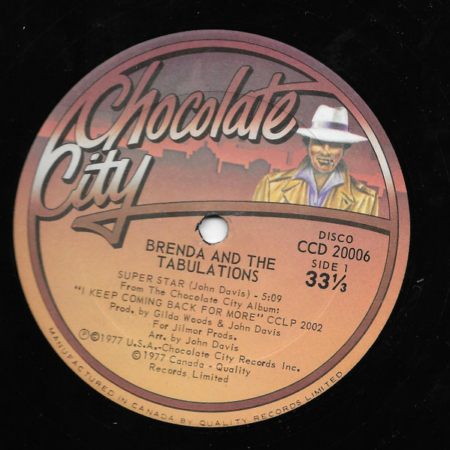 Chocolate
City
DISCO
CCD 20006
SIDE 1
33⅓
BRENDA AND THE
TABULATIONS
SUPER STAR (John Davis) - 5:09
From The Chocolate City Album:
"I KEEP COMING BACK FOR MORE" CCLP 2002
Prod. by Gilda Woods & John Davis
For Jilmar Prods.
Arr. by John Davis
℗©1977 U.S.A.-Chocolate City Records Inc.
©1977 Canada - Quality
Records Limited
MANUFACTURED IN CANADA BY QUALITY RECORDS LIMITED